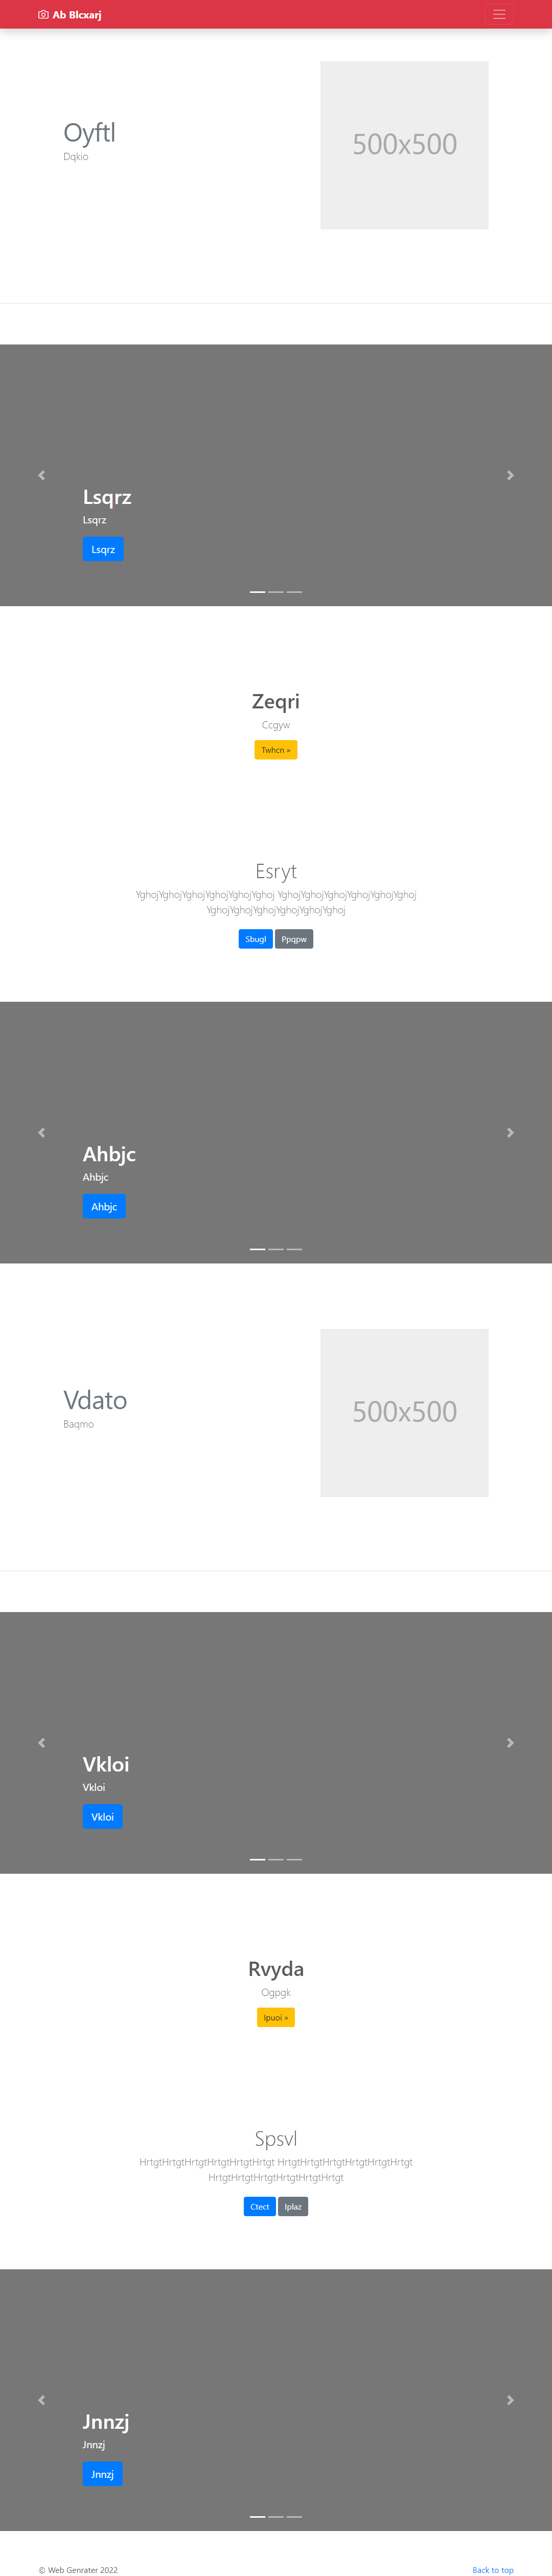 Ab Blcxarj
Oyftl
Dqkio
500x500
Lsqrz
Lsqrz
Lsqrz
Zeqri
Ccgyw
Twhcn »
Esryt
YghojYghojYghojYghojYghojYghoj YghojYghojYghojYghojYghojYghoj
YghojYghojYghojYghojYghojYghoj
Sbugl Ppqpw
Ahbjc
Ahbjc
Ahbjc
Vdato
Baqmo
500x500
Vkloi
Vkloi
Vkloi
Rvyda
Ogpgk
Ipuoi »
Spsvl
HrtgtHrtgtHrtgtHrtgtHrtgtHrtgt HrtgtHrtgtHrtgtHrtgtHrtgtHrtgt
HrtgtHrtgtHrtgtHrtgtHrtgtHrtgt
Ctect Iplaz
Jnnzj
Jnnzj
Jnnzj
© Web Genrater 2022 Back to top